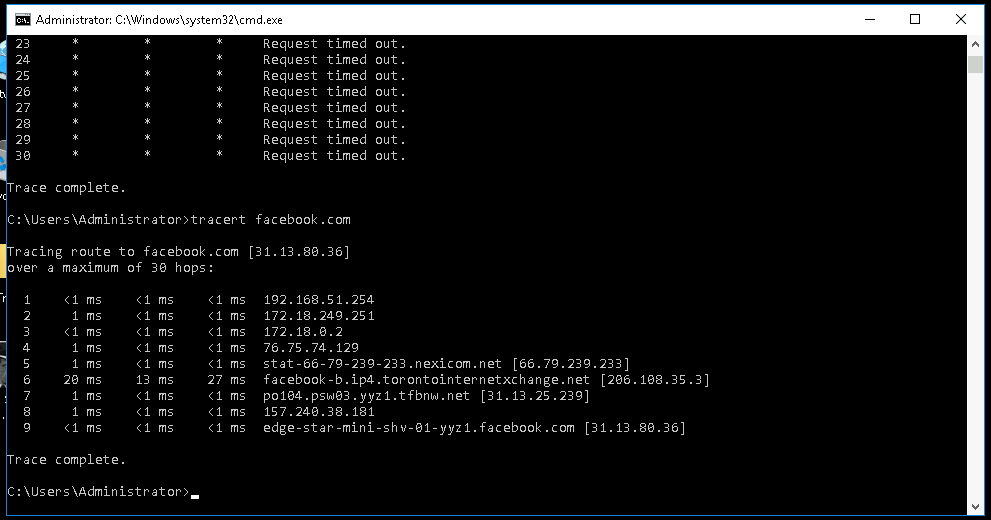 Administrator: C:\Windows\system32\cmd.exe
23 * * * Request timed out.
24 * * * Request timed out.
25 * * * Request timed out.
26 * * * Request timed out.
27 * * * Request timed out.
28 * * * Request timed out.
29 * * * Request timed out.
30 * * * Request timed out.
Trace complete.
C:\Users\Administrator>tracert facebook.com
Tracing route to facebook.com [31.13.80.36]
over a maximum of 30 hops:
1 <1 ms <1 ms <1 ms 192.168.51.254
2 1 ms <1 ms <1 ms 172.18.249.251
3 <1 ms <1 ms <1 ms 172.18.0.2
4 1 ms <1 ms <1 ms 76.75.74.129
5 1 ms <1 ms <1 ms stat-66-79-239-233.nexicom.net [66.79.239.233]
6 20 ms 13 ms 27 ms facebook-b.ip4.torontointernetxchange.net [206.108.35.3]
7 1 ms <1 ms <1 ms po104.psw03.yyz1.tfbnw.net [31.13.25.239]
8 1 ms <1 ms <1 ms 157.240.38.181
9 <1 ms <1 ms <1 ms edge-star-mini-shv-01-yyz1.facebook.com [31.13.80.36]
Trace complete.
C:\Users\Administrator>